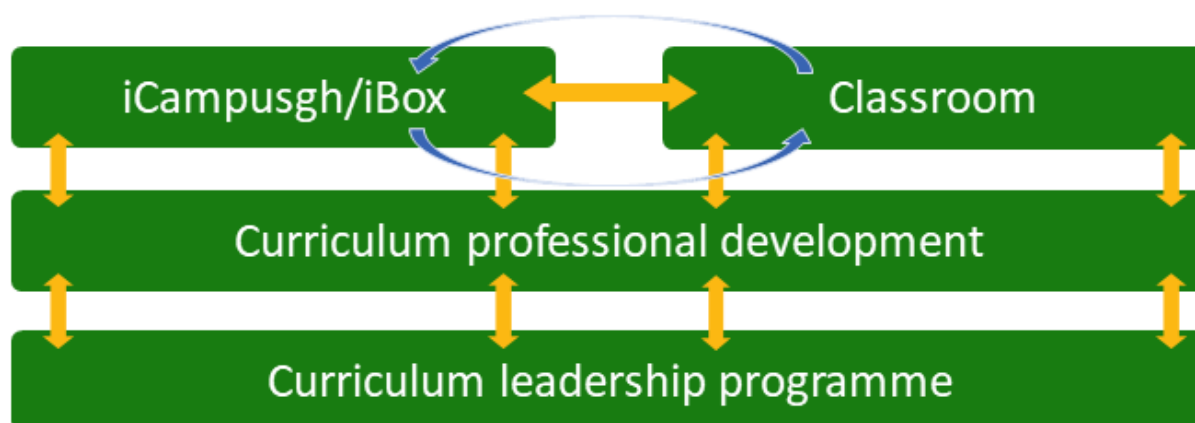 iCampusgh/iBox
Classroom
Curriculum professional development
Curriculum leadership programme